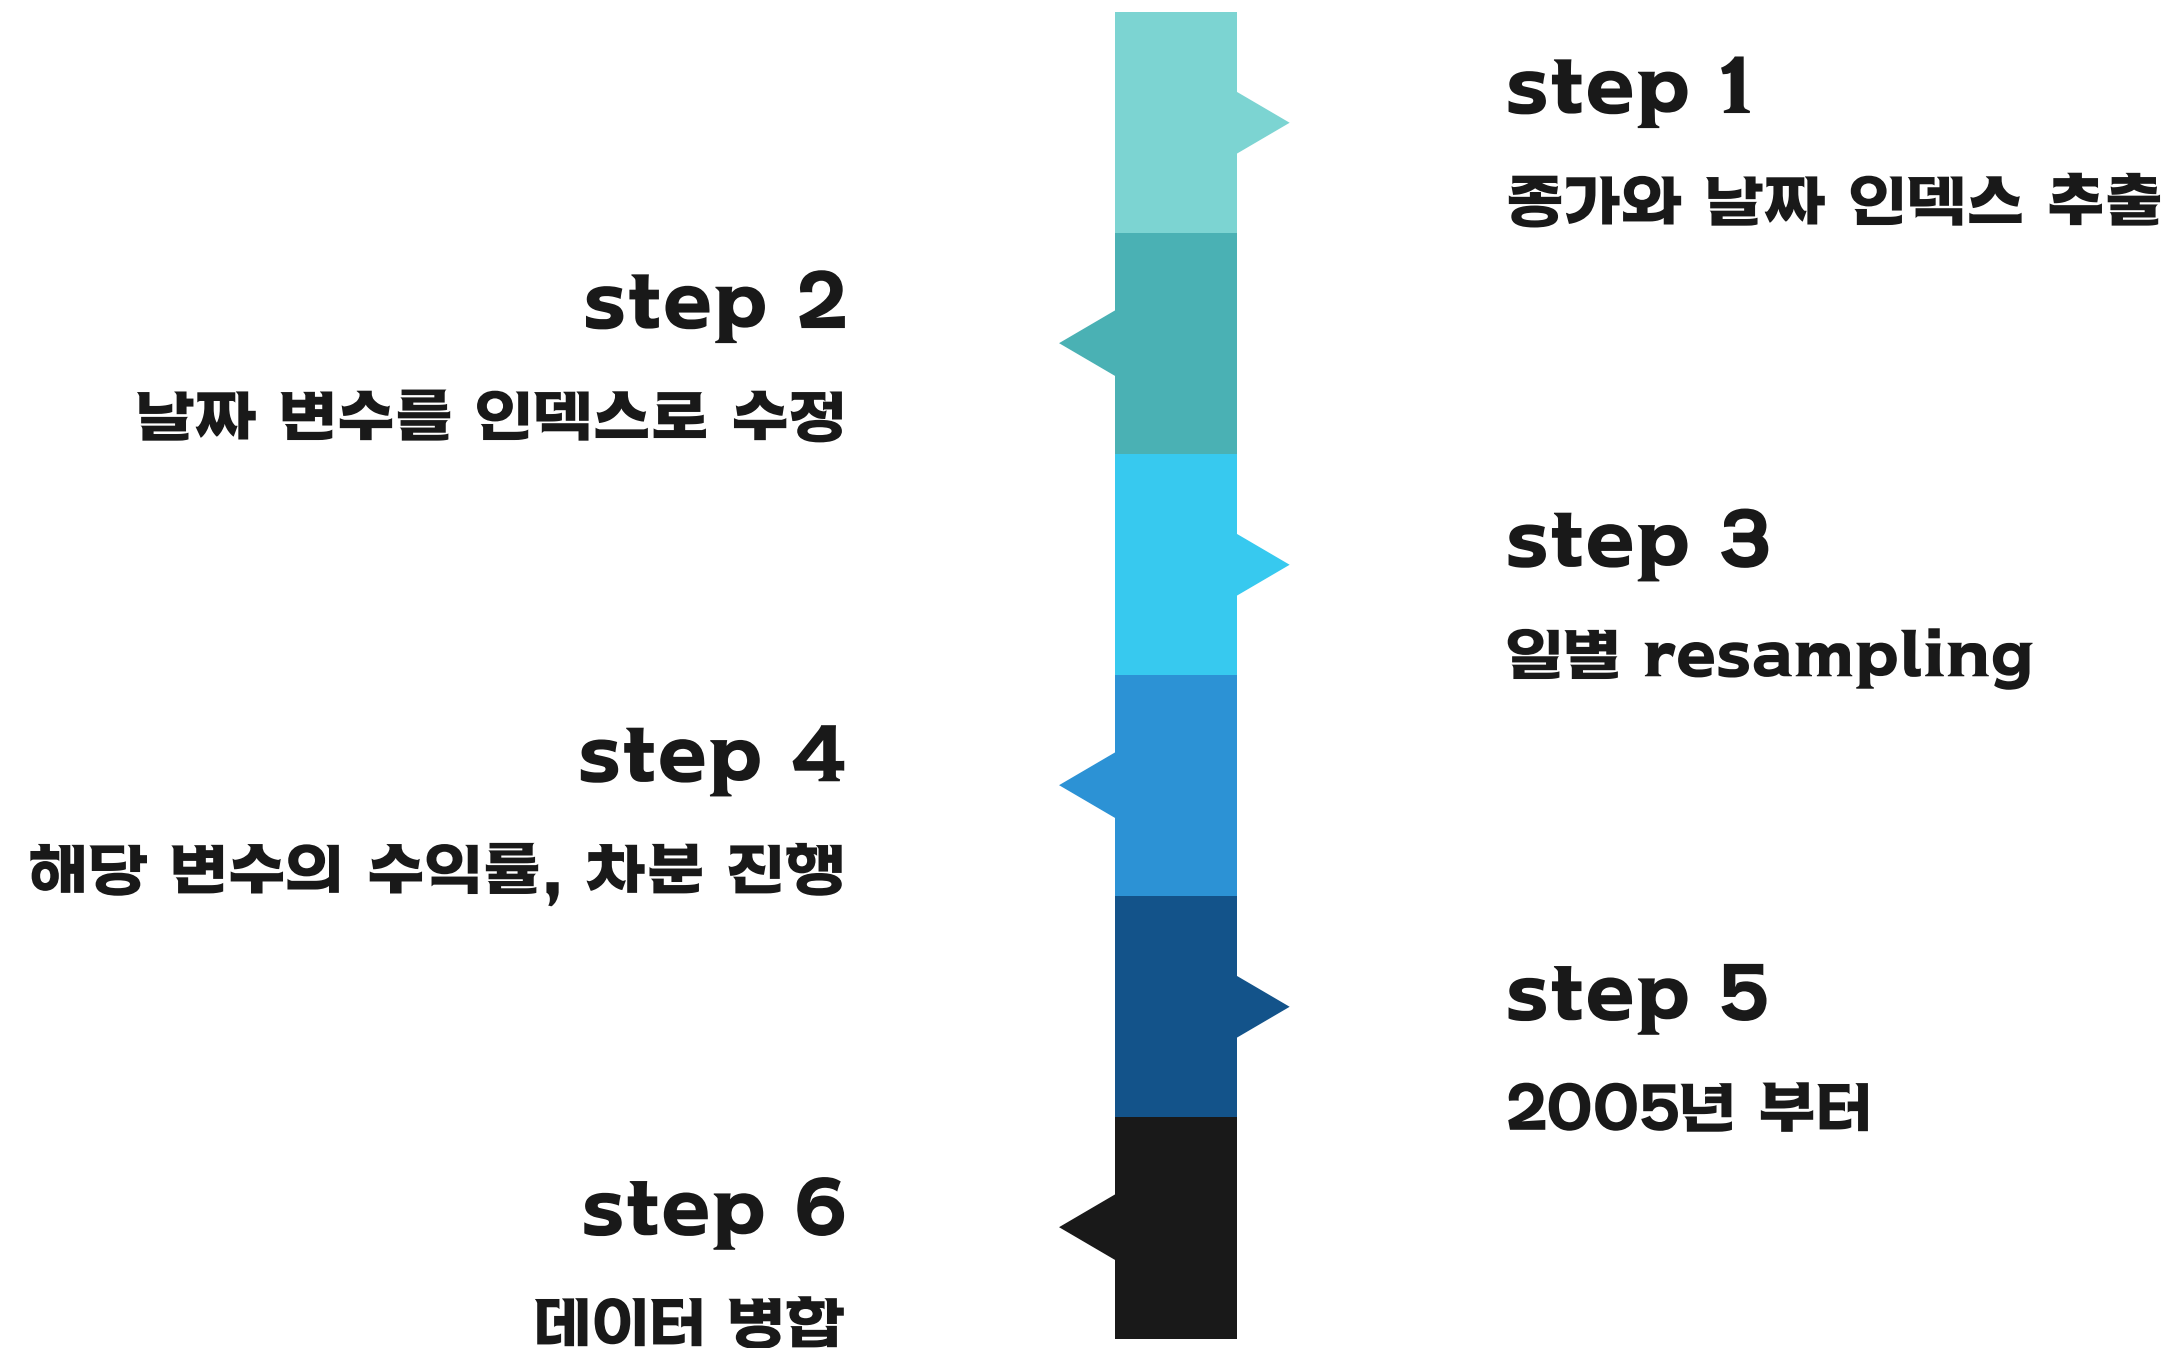 step 1
종가와 날짜 인덱스 추출
step 2
날짜 변수를 인덱스로 수정
step 3
일별 resampling
step 4
해당 변수의 수익률, 차분 진행
step 5
2005년 부터
step 6
데이터 병합